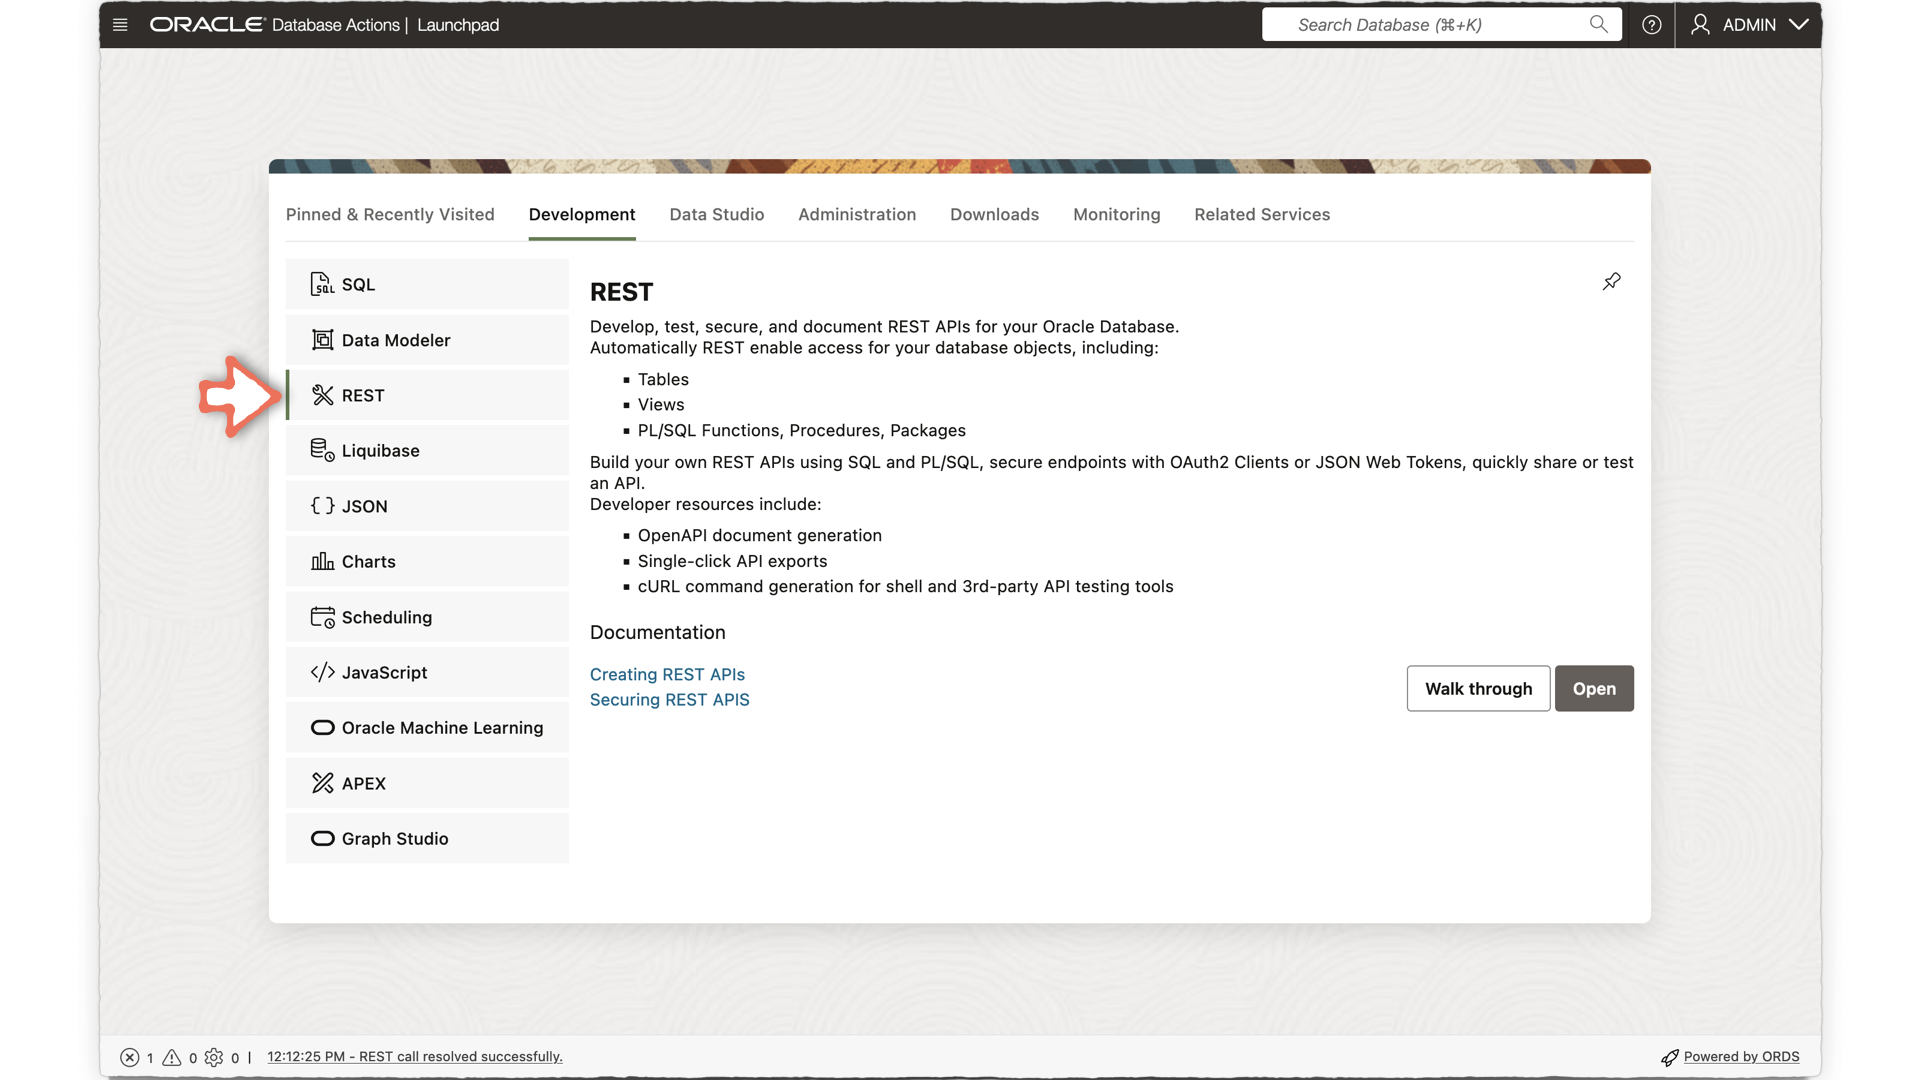 ORACLE Database Actions | Launchpad
Search Database (⌘+K)
ADMIN
Pinned & Recently Visited
Development
Data Studio
Administration
Downloads
Monitoring
Related Services
SQL
Data Modeler
REST
Liquibase
{ } JSON
Charts
Scheduling
</> JavaScript
Oracle Machine Learning
APEX
Graph Studio
REST
Develop, test, secure, and document REST APIs for your Oracle Database.
Automatically REST enable access for your database objects, including:
▪ Tables
▪ Views
▪ PL/SQL Functions, Procedures, Packages
Build your own REST APIs using SQL and PL/SQL, secure endpoints with OAuth2 Clients or JSON Web Tokens, quickly share or test
an API.
Developer resources include:
▪ OpenAPI document generation
▪ Single-click API exports
▪ cURL command generation for shell and 3rd-party API testing tools
Documentation
Creating REST APIs
Securing REST APIS
Walk through
Open
1 0 0 | 12:12:25 PM - REST call resolved successfully.
Powered by ORDS